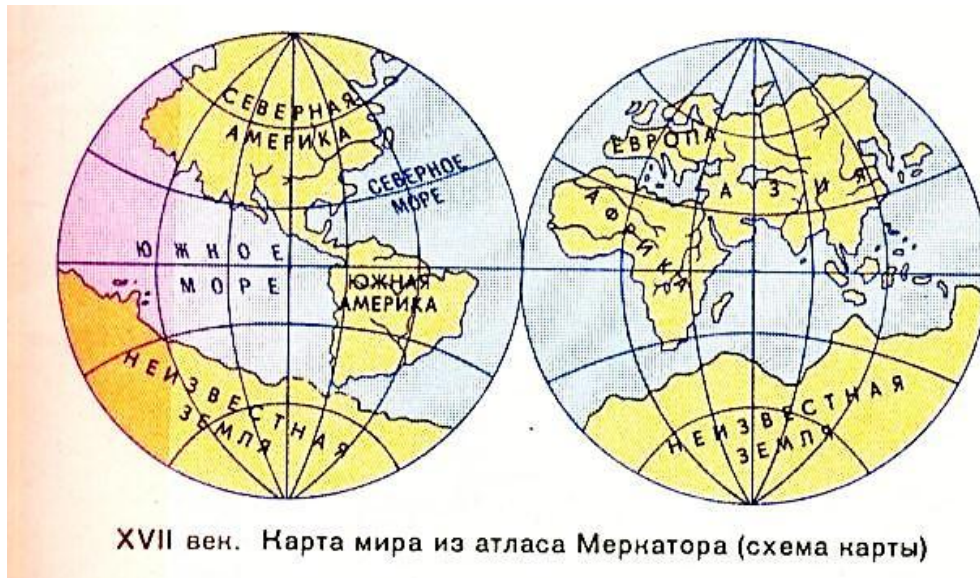 СЕВЕРНАЯ
АМЕРИКА
СЕВЕРНОЕ
МОРЕ
ЮЖНОЕ
МОРЕ
ЮЖНАЯ
АМЕРИКА
НЕИЗВЕСТНАЯ
ЗЕМЛЯ
ЕВРОПА
АЗИЯ
АФРИКА
НЕИЗВЕСТНАЯ
ЗЕМЛЯ
XVII век. Карта мира из атласа Меркатора (схема карты)